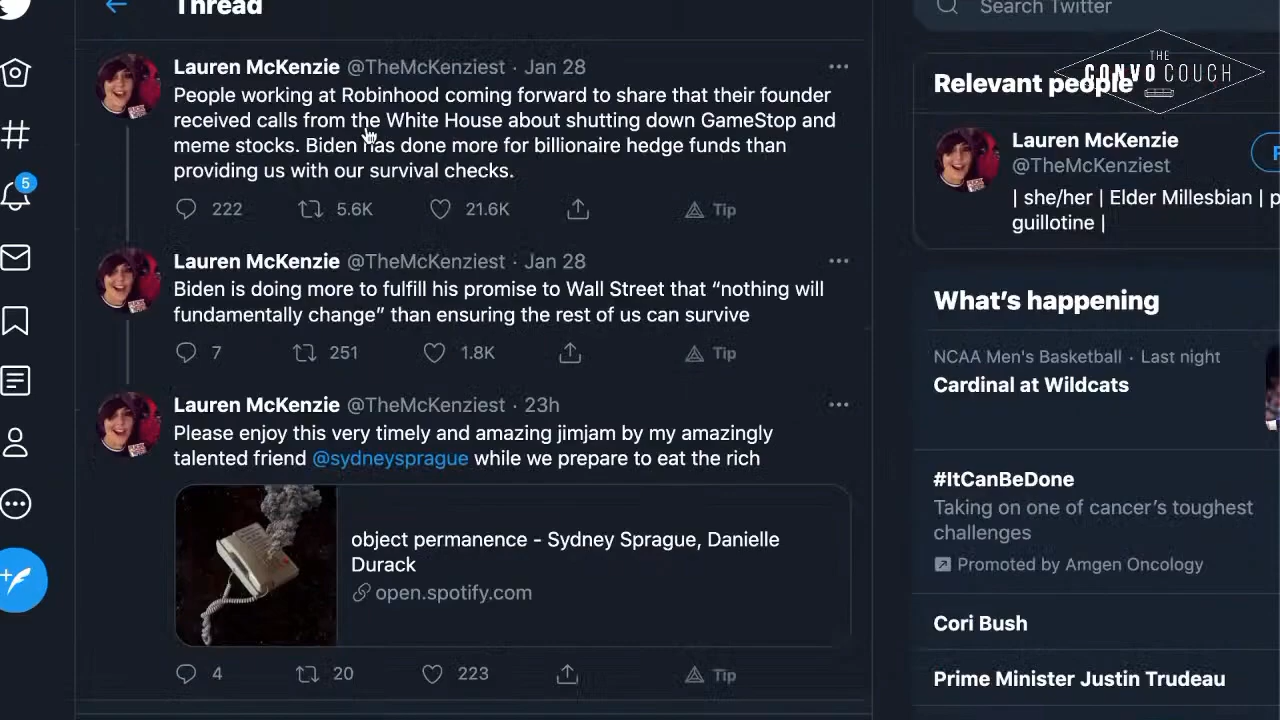 Thread
Lauren McKenzie @TheMcKenziest · Jan 28
People working at Robinhood coming forward to share that their founder
received calls from the White House about shutting down GameStop and
meme stocks. Biden has done more for billionaire hedge funds than
providing us with our survival checks.
222 5.6K 21.6K Tip
Lauren McKenzie @TheMcKenziest · Jan 28
Biden is doing more to fulfill his promise to Wall Street that “nothing will
fundamentally change” than ensuring the rest of us can survive
7 251 1.8K Tip
Lauren McKenzie @TheMcKenziest · 23h
Please enjoy this very timely and amazing jimjam by my amazingly
talented friend @sydneysprague while we prepare to eat the rich
object permanence - Sydney Sprague, Danielle
Durack
open.spotify.com
4 20 223 Tip
5
Search Twitter
THE
CONVO COUCH
Relevant people
Lauren McKenzie
@TheMcKenziest
F
| she/her | Elder Millesbian | p
guillotine |
What’s happening
NCAA Men's Basketball · Last night
Cardinal at Wildcats
#ItCanBeDone
Taking on one of cancer’s toughest
challenges
Promoted by Amgen Oncology
Cori Bush
Prime Minister Justin Trudeau